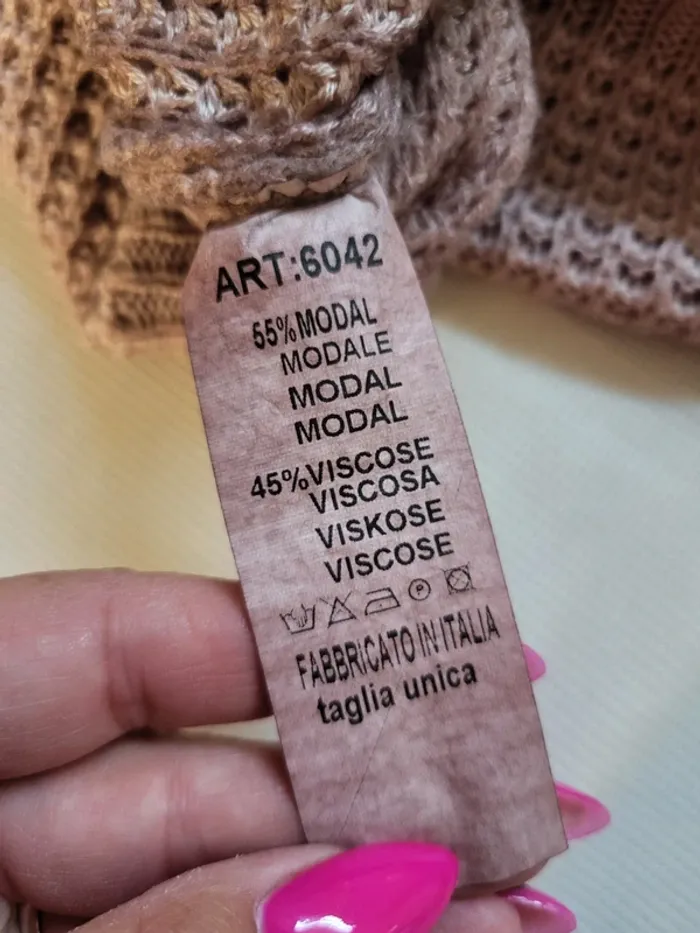 ART:6042
55%MODAL
MODALE
MODAL
MODAL
45%VISCOSE
VISCOSA
VISKOSE
VISCOSE
P
FABBRICATO IN ITALIA
taglia unica